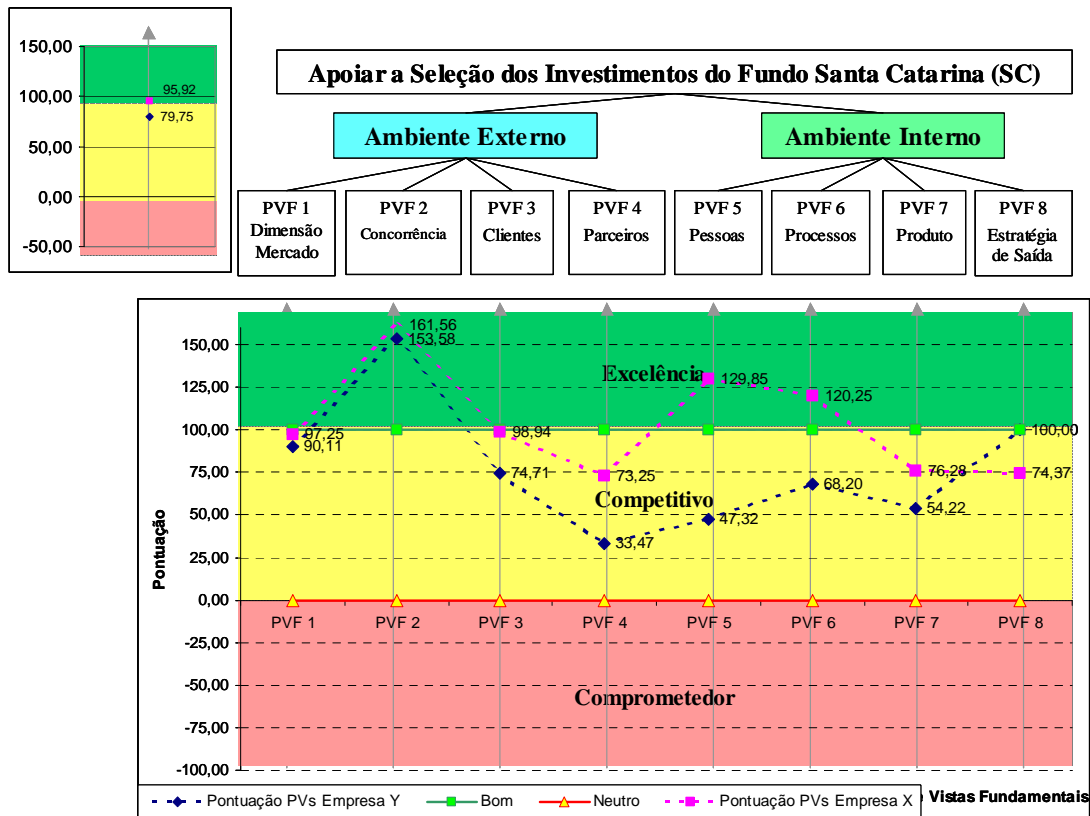 150,00
100,00
50,00
0,00
-50,00
95,92
79,75
Apoiar a Seleção dos Investimentos do Fundo Santa Catarina (SC)
Ambiente Externo
Ambiente Interno
PVF 1
Dimensão
Mercado
PVF 2
Concorrência
PVF 3
Clientes
PVF 4
Parceiros
PVF 5
Pessoas
PVF 6
Processos
PVF 7
Produto
PVF 8
Estratégia
de Saída
Pontuação
150,00
125,00
100,00
75,00
50,00
25,00
0,00
-25,00
-50,00
-75,00
-100,00
161,56
153,58
Excelência
129,85
120,25
97,25
90,11
98,94
100,00
74,71
73,25
76,28
74,37
Competitivo
68,20
54,22
47,32
33,47
PVF 1 PVF 2 PVF 3 PVF 4 PVF 5 PVF 6 PVF 7 PVF 8
Comprometedor
Pontuação PVs Empresa Y Bom Neutro Pontuação PVs Empresa X
Vistas Fundamentais